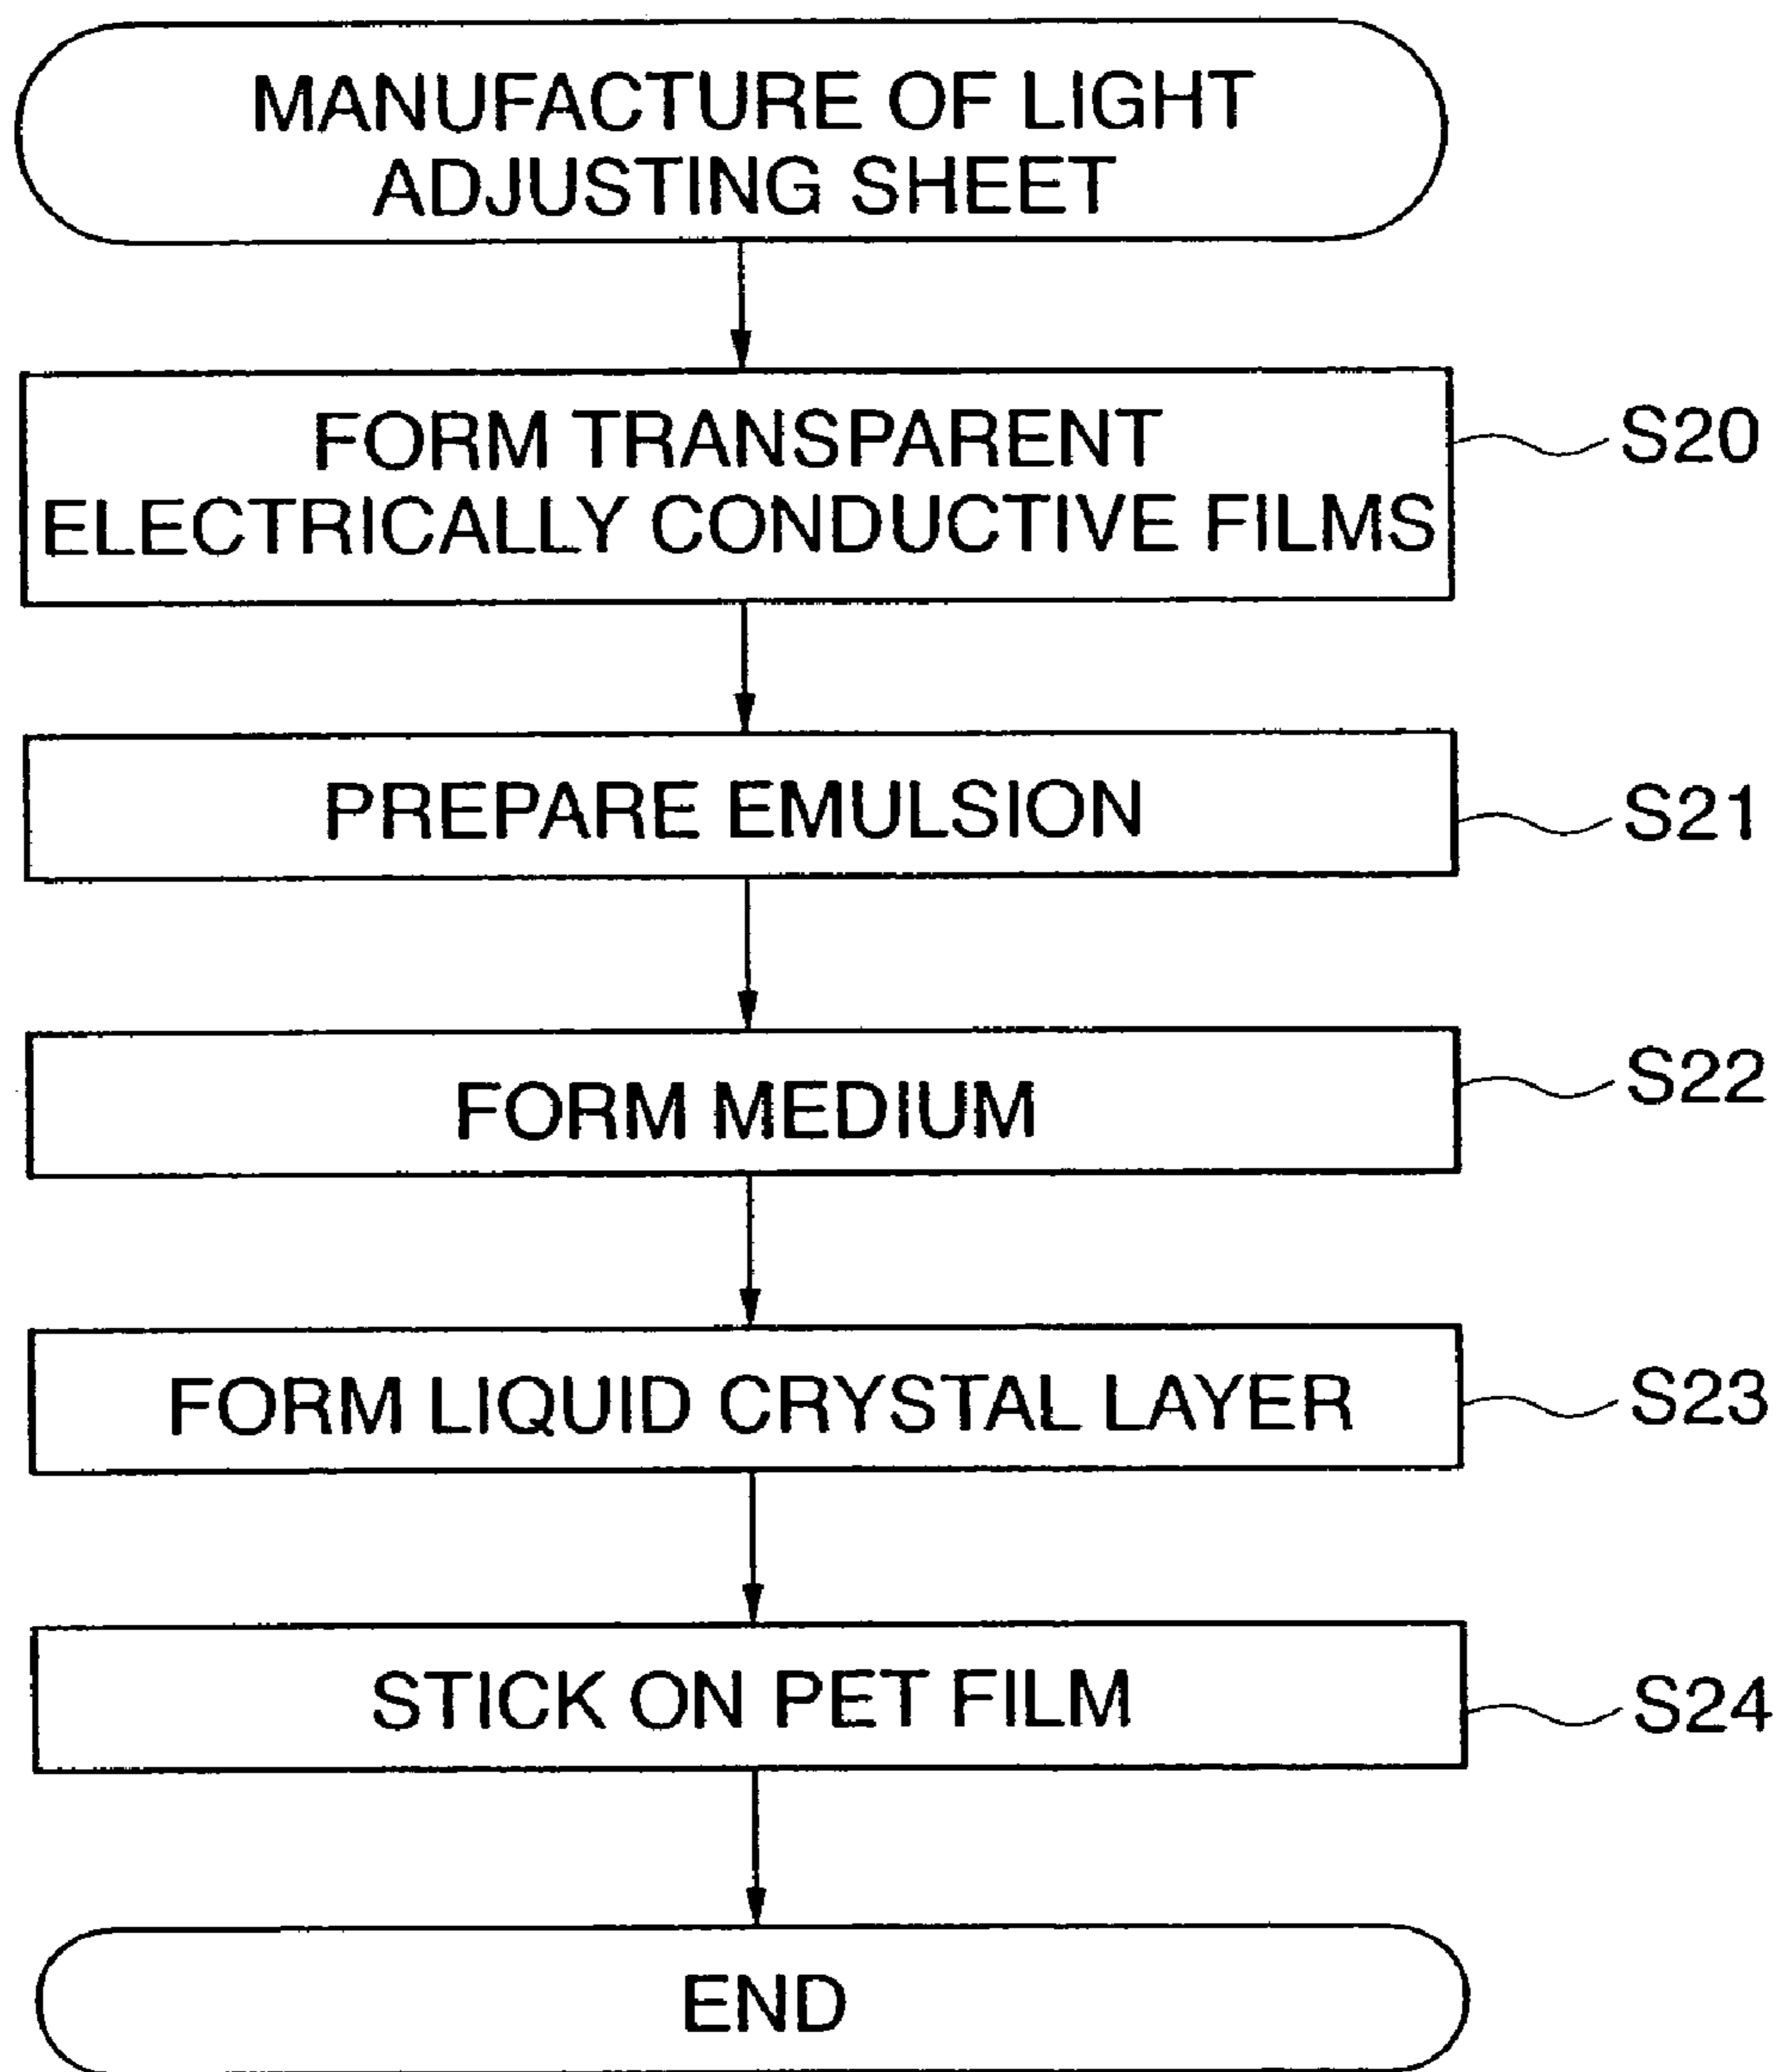 MANUFACTURE OF LIGHT
ADJUSTING SHEET
FORM TRANSPARENT
ELECTRICALLY CONDUCTIVE FILMS
S20
PREPARE EMULSION
S21
FORM MEDIUM
S22
FORM LIQUID CRYSTAL LAYER
S23
STICK ON PET FILM
S24
END